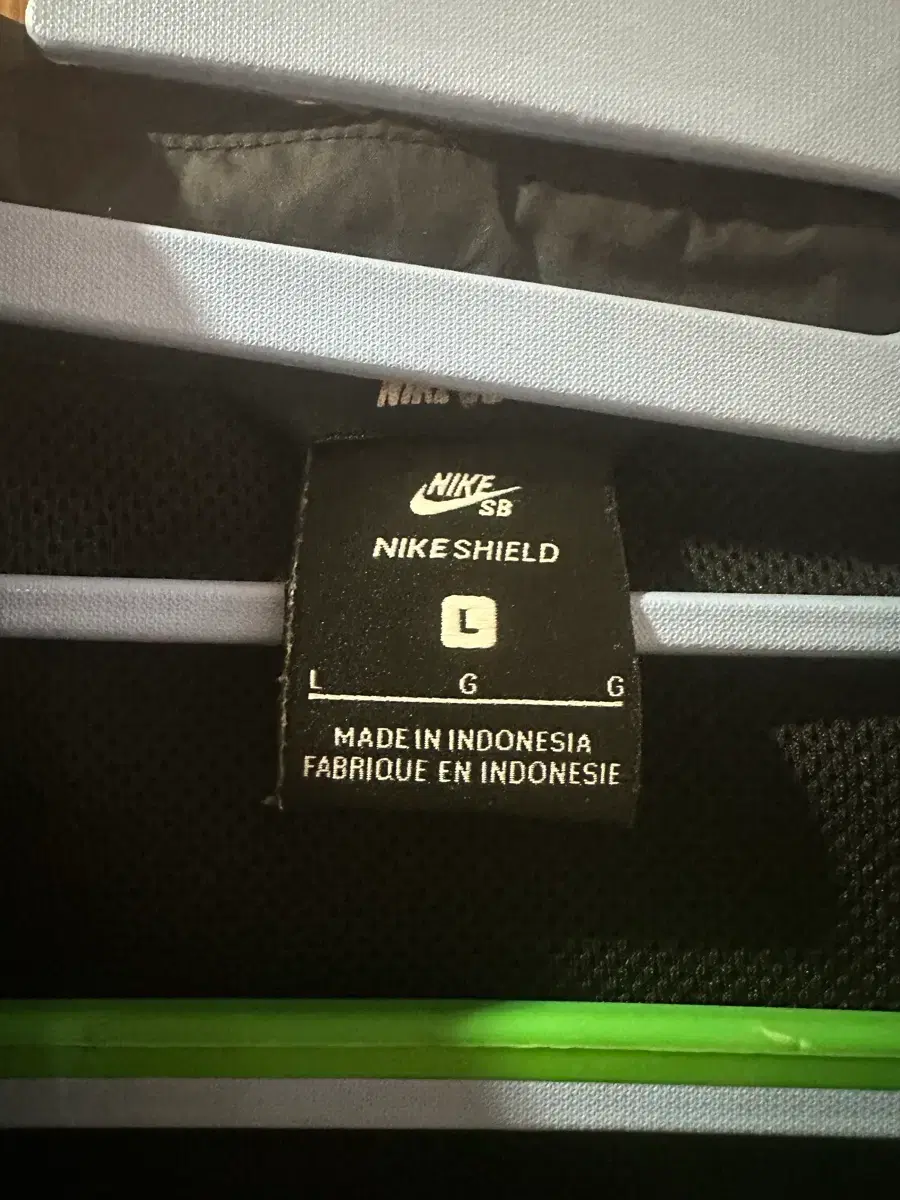 NIKE
SB
NIKE SHIELD
L
L G G
MADE IN INDONESIA
FABRIQUE EN INDONESIE